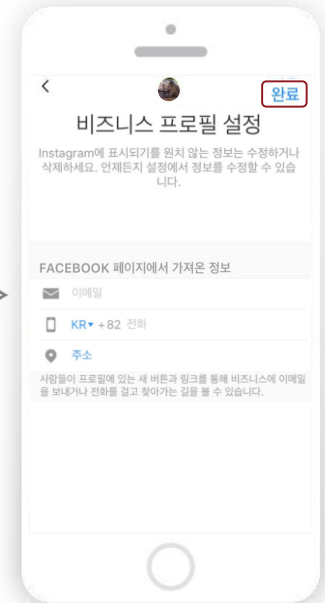 완료
비즈니스 프로필 설정
Instagram에 표시되기를 원치 않는 정보는 수정하거나
삭제하세요. 언제든지 설정에서 정보를 수정할 수 있습
니다.
FACEBOOK 페이지에서 가져온 정보
이메일
KR▾ +82 전화
주소
사람들이 프로필에 있는 새 버튼과 링크를 통해 비즈니스에 이메일
을 보내거나 전화를 걸고 찾아가는 길을 볼 수 있습니다.